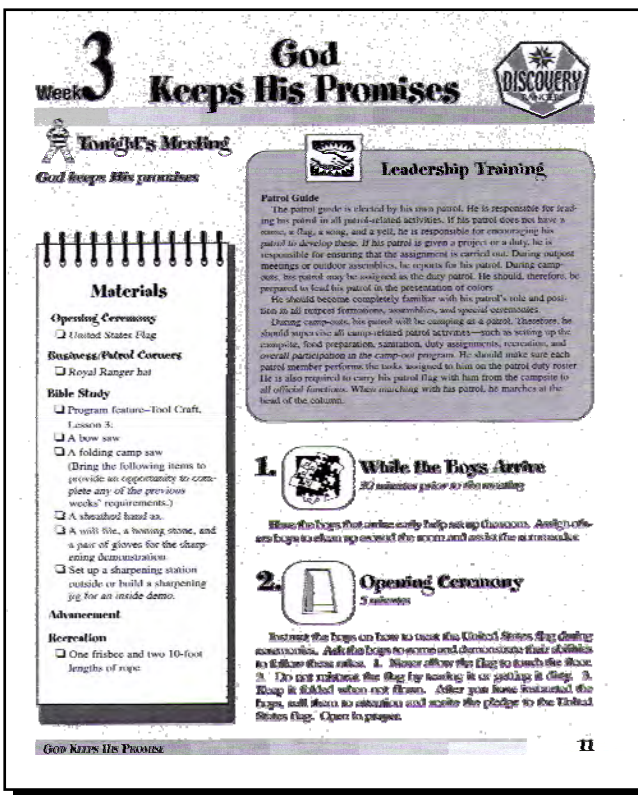 Week 3
God
Keeps His Promises
DISCOVERY
RANGERS
Tonight's Meeting
God keeps His promises
Materials
Opening Ceremony
❏ United States Flag
Business/Patrol Corners
❏ Royal Ranger hat
Bible Study
❏ Program feature–Tool Craft,
Lesson 3:
❏ A bow saw
❏ A folding camp saw
(Bring the following items to
provide an opportunity to com-
plete any of the previous
weeks' requirements.)
❏ A sheathed hand ax.
❏ A mill file, a honing stone, and
a pair of gloves for the sharp-
ening demonstration
❏ Set up a sharpening station
outside or build a sharpening
jig for an inside demo.
Advancement
Recreation
❏ One frisbee and two 10-foot
lengths of rope
Leadership Training
Patrol Guide
The patrol guide is elected by his own patrol. He is responsible for lead-
ing his patrol in all patrol-related activities. If his patrol does not have a
name, a flag, a song, and a yell, he is responsible for encouraging his
patrol to develop these. If his patrol is given a project or a duty, he is
responsible for ensuring that the assignment is carried out. During outpost
meetings or outdoor assemblies, he reports for his patrol. During camp-
outs, his patrol may be assigned as the duty patrol. He should, therefore, be
prepared to lead his patrol in the presentation of colors
He should become completely familiar with his patrol's role and posi-
tion in all outpost formations, assemblies, and special ceremonies
During camp-outs, his patrol will be camping as a patrol. Therefore, he
should supervise all camp-related patrol activities—such as setting up the
campsite, food preparation, sanitation, duty assignments, recreation, and
overall participation in the camp-out program. He should make sure each
patrol member performs the tasks assigned to him on the patrol duty roster
He is also required to carry his patrol flag with him from the campsite to
all official functions. When marching with his patrol, he marches at the
head of the column.
1. While the Boys Arrive
30 minutes prior to the meeting
Have the boys that arrive early help set up the room. Assign oth-
ers boys to clean up around the room and assist the commander.
2. Opening Ceremony
5 minutes
Instruct the boys on how to treat the United States flag during
ceremonies. Ask the boys to come and demonstrate their abilities
to follow these rules. 1. Never allow the flag to touch the floor.
2. Do not mistreat the flag by tearing it or getting it dirty. 3.
Keep it folded when not flown. After you have instructed the
boys, call them to attention and recite the pledge to the United
States flag. Open in prayer.
GOD KEEPS HIS PROMISE
11